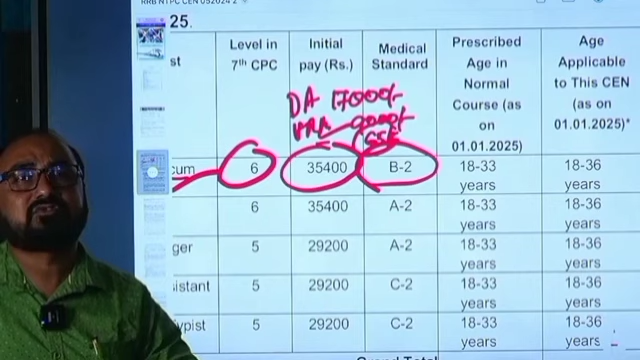 RRB NTPC CEN 052024 2
25.
st
Level in 7th CPC
Initial pay (Rs.)
Medical Standard
Prescribed Age in Normal Course (as on 01.01.2025)
Age Applicable to This CEN (as on 01.01.2025)*
DA 17000/-
HRA 9000/-
cum 6 35400 B-2 18-33 years 18-36 years
6 35400 A-2 18-33 years 18-36 years
ger 5 29200 A-2 18-33 years 18-36 years
istant 5 29200 C-2 18-33 years 18-36 years
ypist 5 29200 C-2 18-33 years 18-36 years
Grand Total